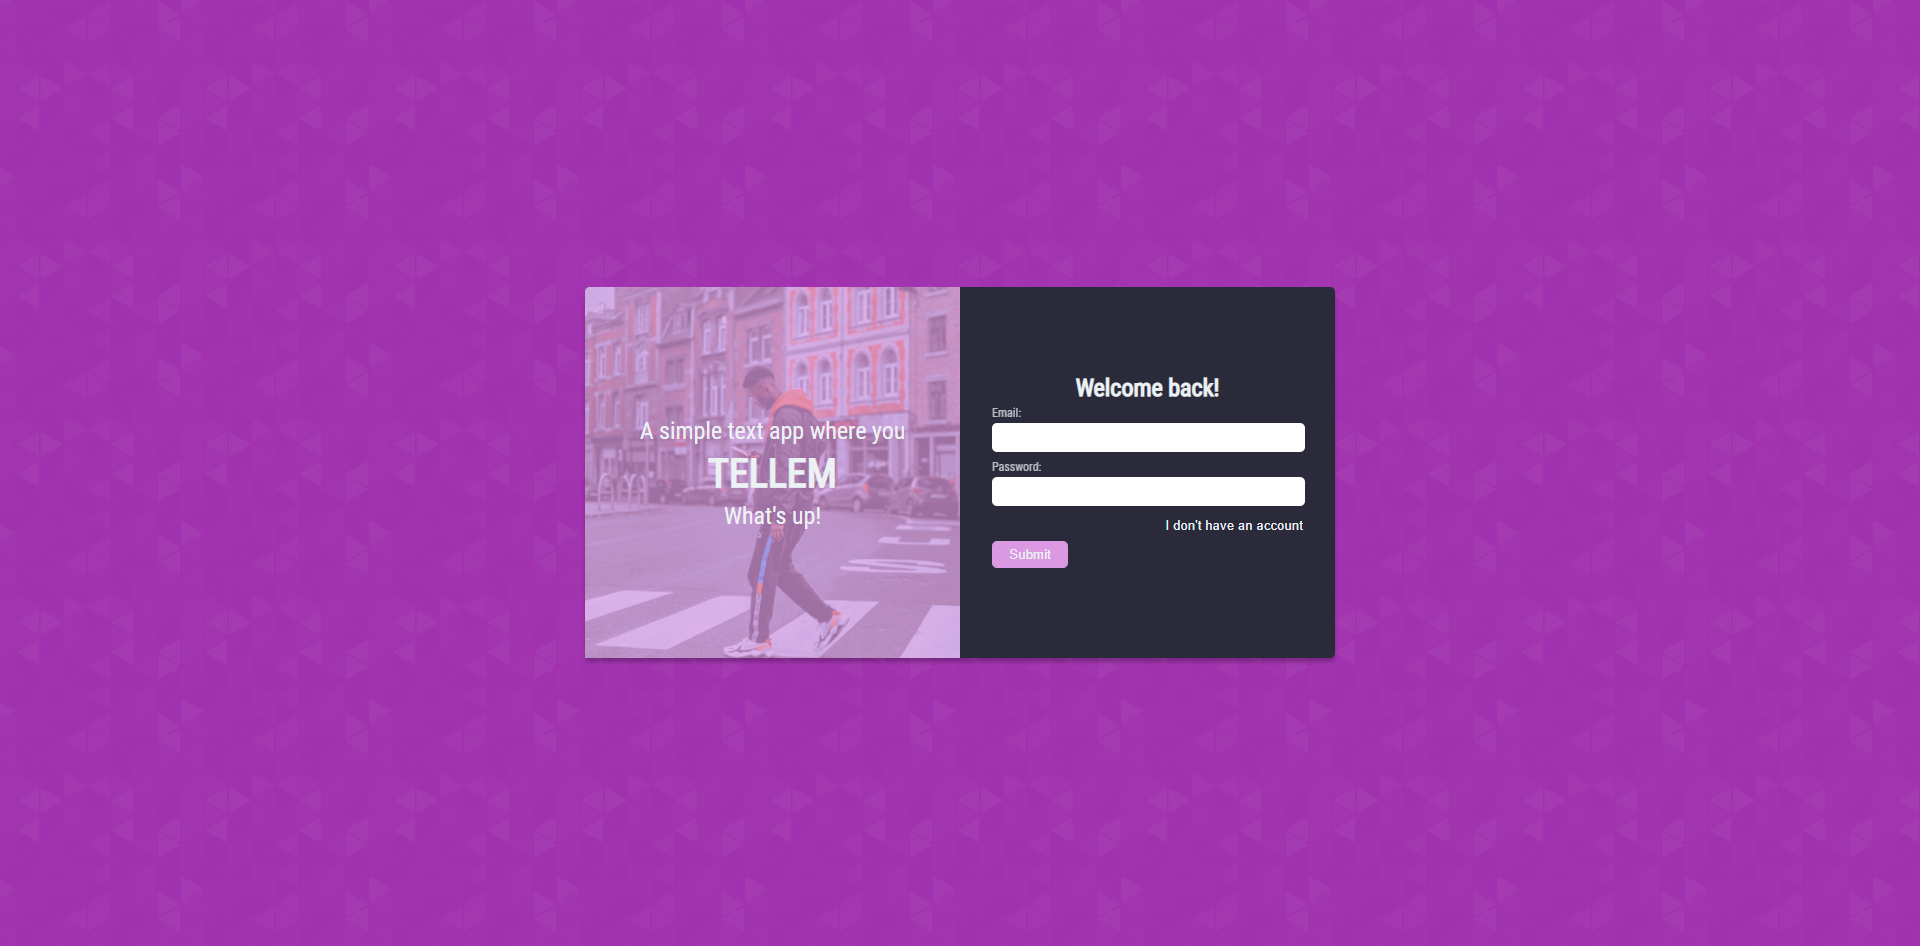 A simple text app where you
TELLEM
What's up!
Welcome back!
Email:
Password:
I don't have an account
Submit